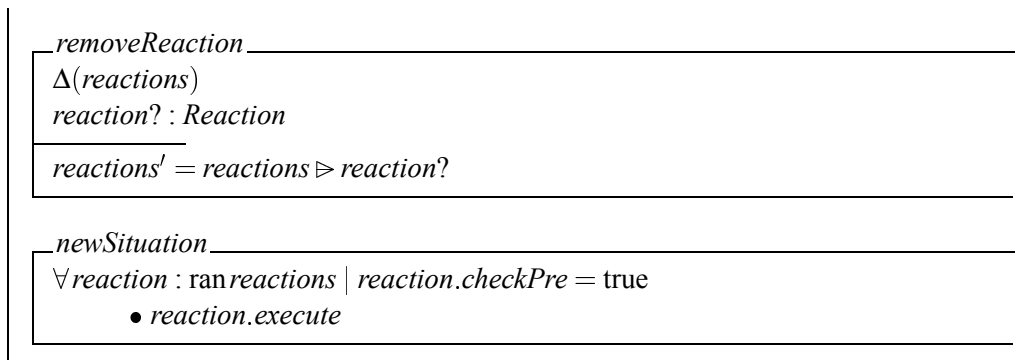 removeReaction
Δ(reactions)
reaction? : Reaction
reactions′ = reactions ▷ reaction?
newSituation
∀ reaction : ran reactions | reaction.checkPre = true
• reaction.execute